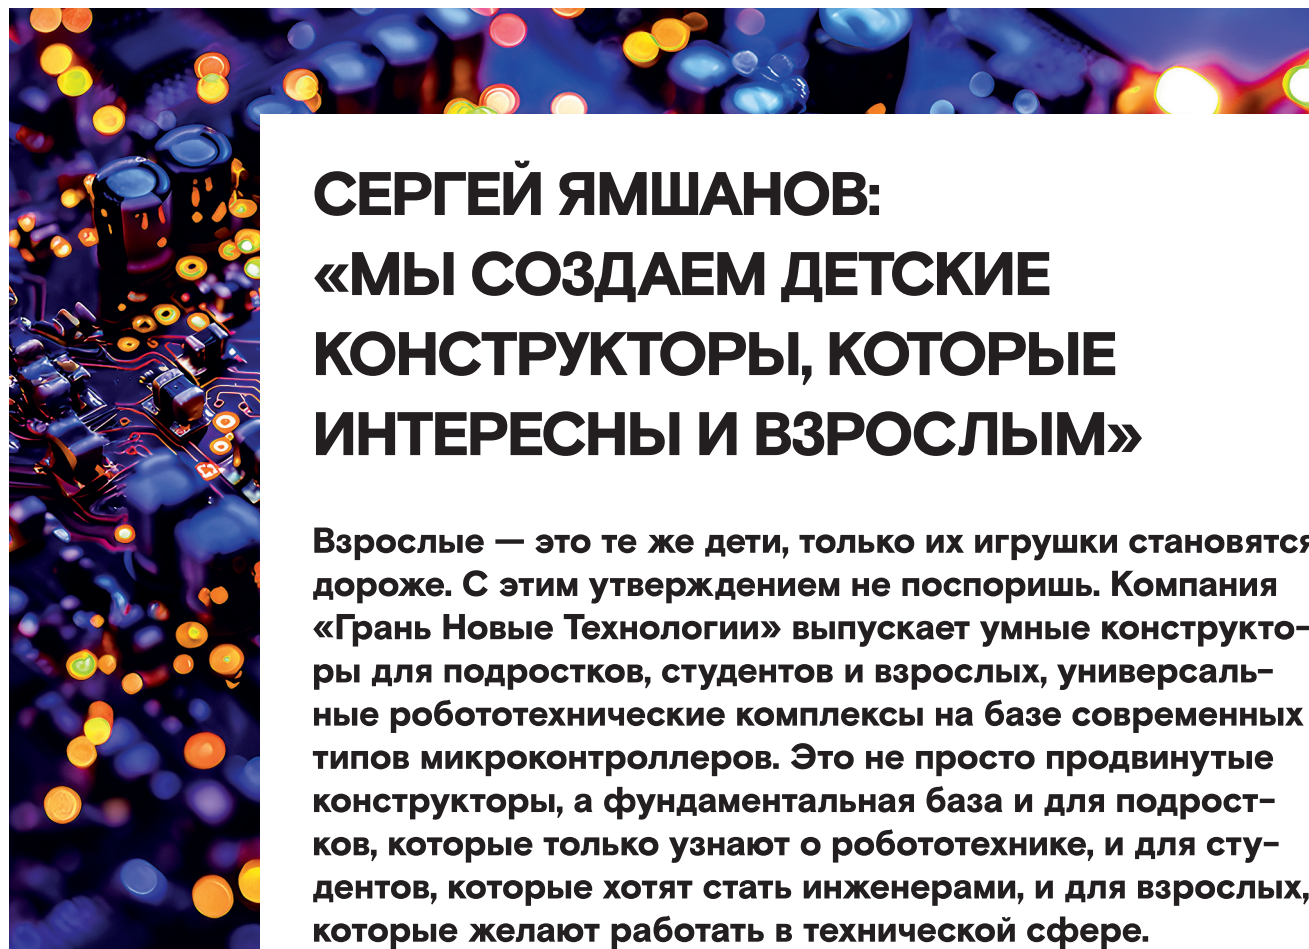 СЕРГЕЙ ЯМШАНОВ:
«МЫ СОЗДАЕМ ДЕТСКИЕ
КОНСТРУКТОРЫ, КОТОРЫЕ
ИНТЕРЕСНЫ И ВЗРОСЛЫМ»
Взрослые — это те же дети, только их игрушки становятся
дороже. С этим утверждением не поспоришь. Компания
«Грань Новые Технологии» выпускает умные конструкто-
ры для подростков, студентов и взрослых, универсаль-
ные робототехнические комплексы на базе современных
типов микроконтроллеров. Это не просто продвинутые
конструкторы, а фундаментальная база и для подрост-
ков, которые только узнают о робототехнике, и для сту-
дентов, которые хотят стать инженерами, и для взрослых,
которые желают работать в технической сфере.